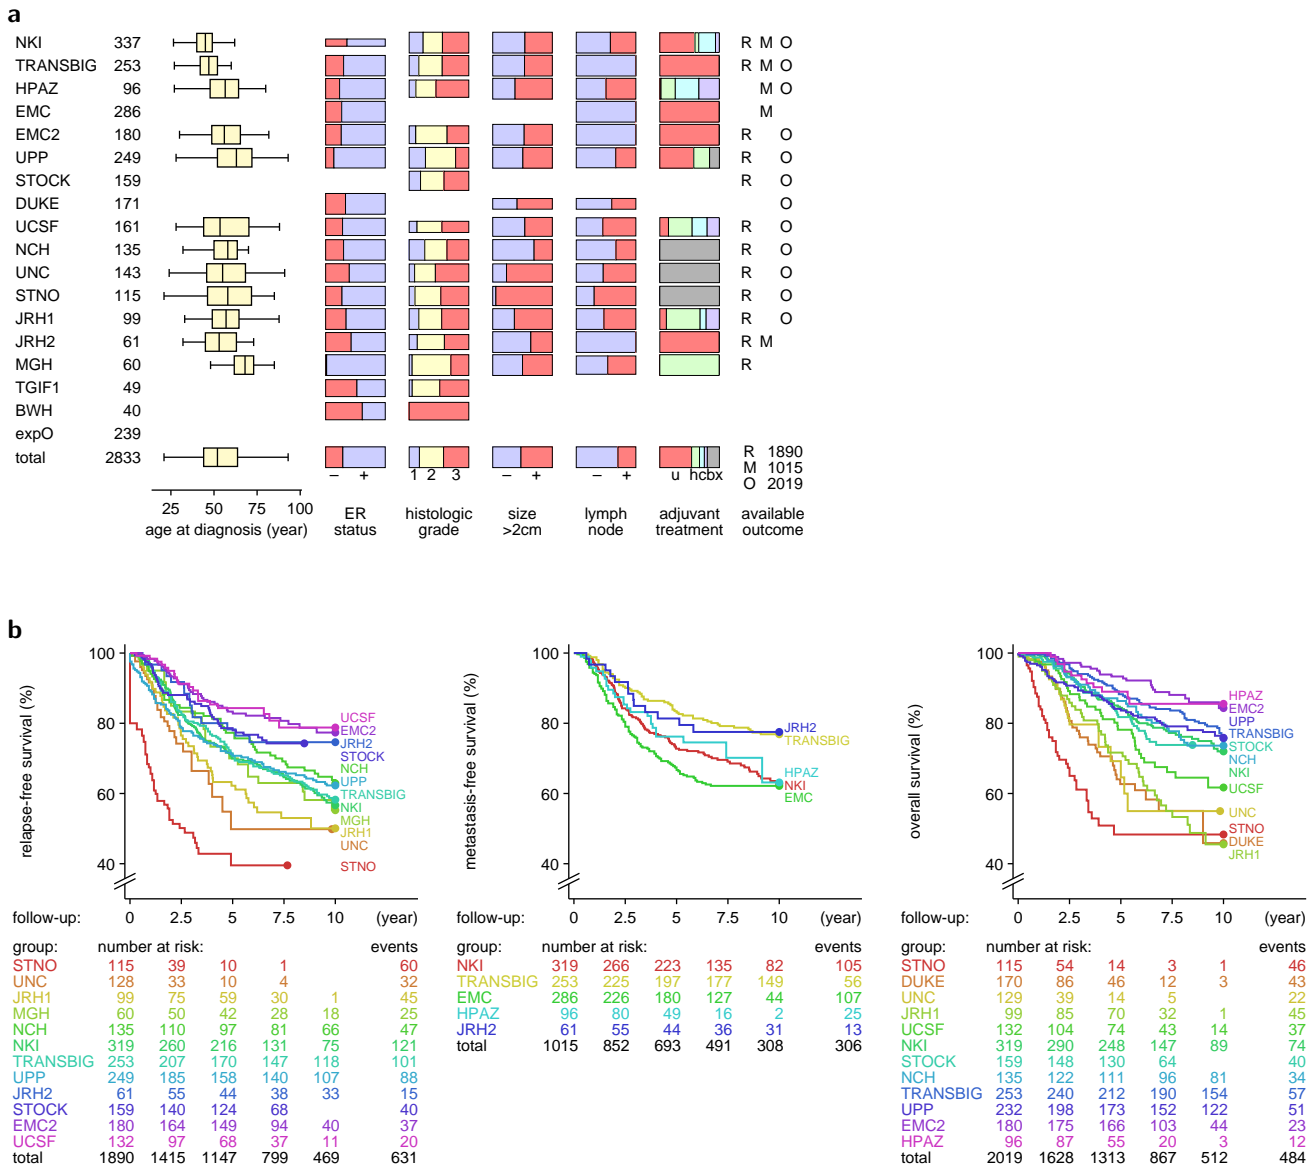 a
NKI 337 R M O
TRANSBIG 253 R M O
HPAZ 96 M O
EMC 286 M
EMC2 180 R O
UPP 249 R O
STOCK 159 R O
DUKE 171 O
UCSF 161 R O
NCH 135 R O
UNC 143 R O
STNO 115 R O
JRH1 99 R O
JRH2 61 R M
MGH 60 R
TGIF1 49
BWH 40
expO 239
total 2833 R 1890
− + 1 2 3 − + − + u hcbx M 1015
O 2019
25 50 75 100
age at diagnosis (year) ER status histologic grade size >2cm lymph node adjuvant treatment available outcome
b
relapse-free survival (%)
100
80
60
40
UCSF
EMC2
JRH2
STOCK
NCH
UPP
TRANSBIG
NKI
MGH
JRH1
UNC
STNO
follow-up: 0 2.5 5 7.5 10 (year)
group: number at risk: events
STNO 115 39 10 1 60
UNC 128 33 10 4 32
JRH1 99 75 59 30 1 45
MGH 60 50 42 28 18 25
NCH 135 110 97 81 66 47
NKI 319 260 216 131 75 121
TRANSBIG 253 207 170 147 118 101
UPP 249 185 158 140 107 88
JRH2 61 55 44 38 33 15
STOCK 159 140 124 68 40
EMC2 180 164 149 94 40 37
UCSF 132 97 68 37 11 20
total 1890 1415 1147 799 469 631
metastasis-free survival (%)
100
80
60
40
JRH2
TRANSBIG
HPAZ
NKI
EMC
follow-up: 0 2.5 5 7.5 10 (year)
group: number at risk: events
NKI 319 266 223 135 82 105
TRANSBIG 253 225 197 177 149 56
EMC 286 226 180 127 44 107
HPAZ 96 80 49 16 2 25
JRH2 61 55 44 36 31 13
total 1015 852 693 491 308 306
overall survival (%)
100
80
60
40
HPAZ
EMC2
UPP
TRANSBIG
STOCK
NCH
NKI
UCSF
UNC
STNO
DUKE
JRH1
follow-up: 0 2.5 5 7.5 10 (year)
group: number at risk: events
STNO 115 54 14 3 1 46
DUKE 170 86 46 12 3 43
UNC 129 39 14 5 22
JRH1 99 85 70 32 1 45
UCSF 132 104 74 43 14 37
NKI 319 290 248 147 89 74
STOCK 159 148 130 64 40
NCH 135 122 111 96 81 34
TRANSBIG 253 240 212 190 154 57
UPP 232 198 173 152 122 51
EMC2 180 175 166 103 44 23
HPAZ 96 87 55 20 3 12
total 2019 1628 1313 867 512 484